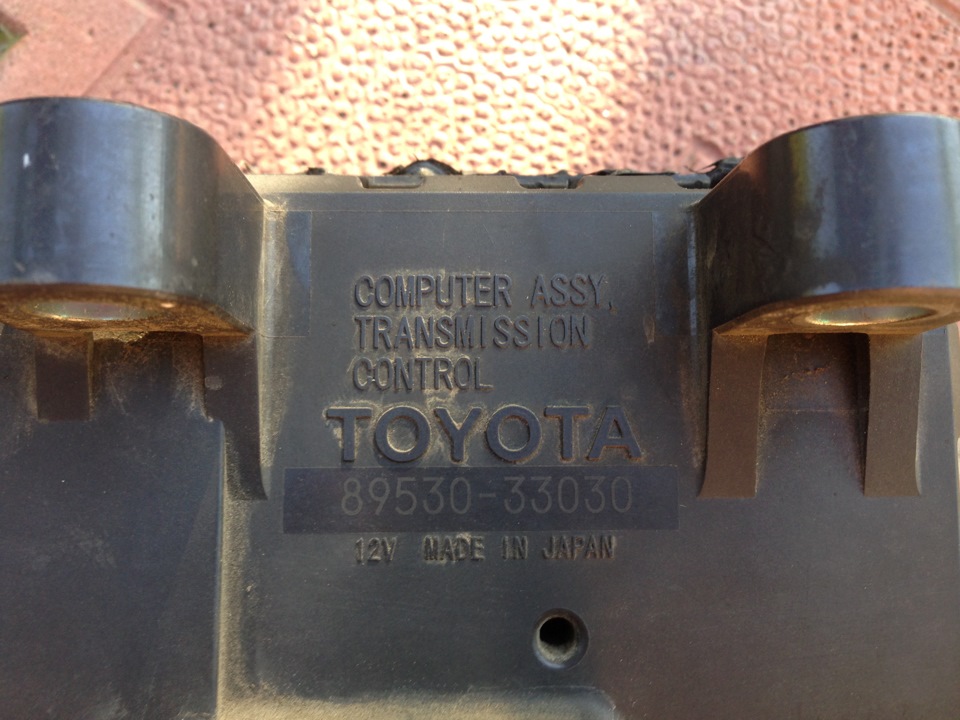 COMPUTER ASSY,
TRANSMISSION
CONTROL
TOYOTA
89530-33030
12V MADE IN JAPAN